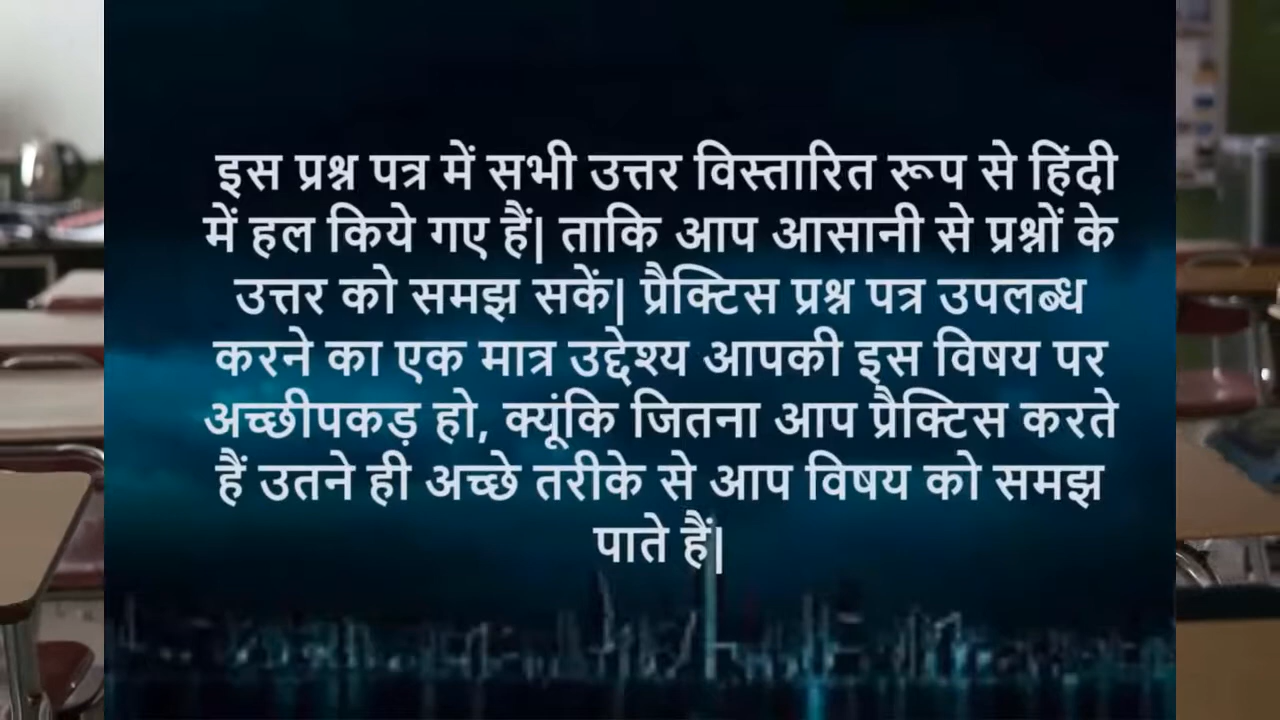 इस प्रश्न पत्र में सभी उत्तर विस्तारित रूप से हिंदी
में हल किये गए हैं| ताकि आप आसानी से प्रश्नों के
उत्तर को समझ सकें| प्रैक्टिस प्रश्न पत्र उपलब्ध
करने का एक मात्र उद्देश्य आपकी इस विषय पर
अच्छीपकड़ हो, क्यूंकि जितना आप प्रैक्टिस करते
हैं उतने ही अच्छे तरीके से आप विषय को समझ
पाते हैं|